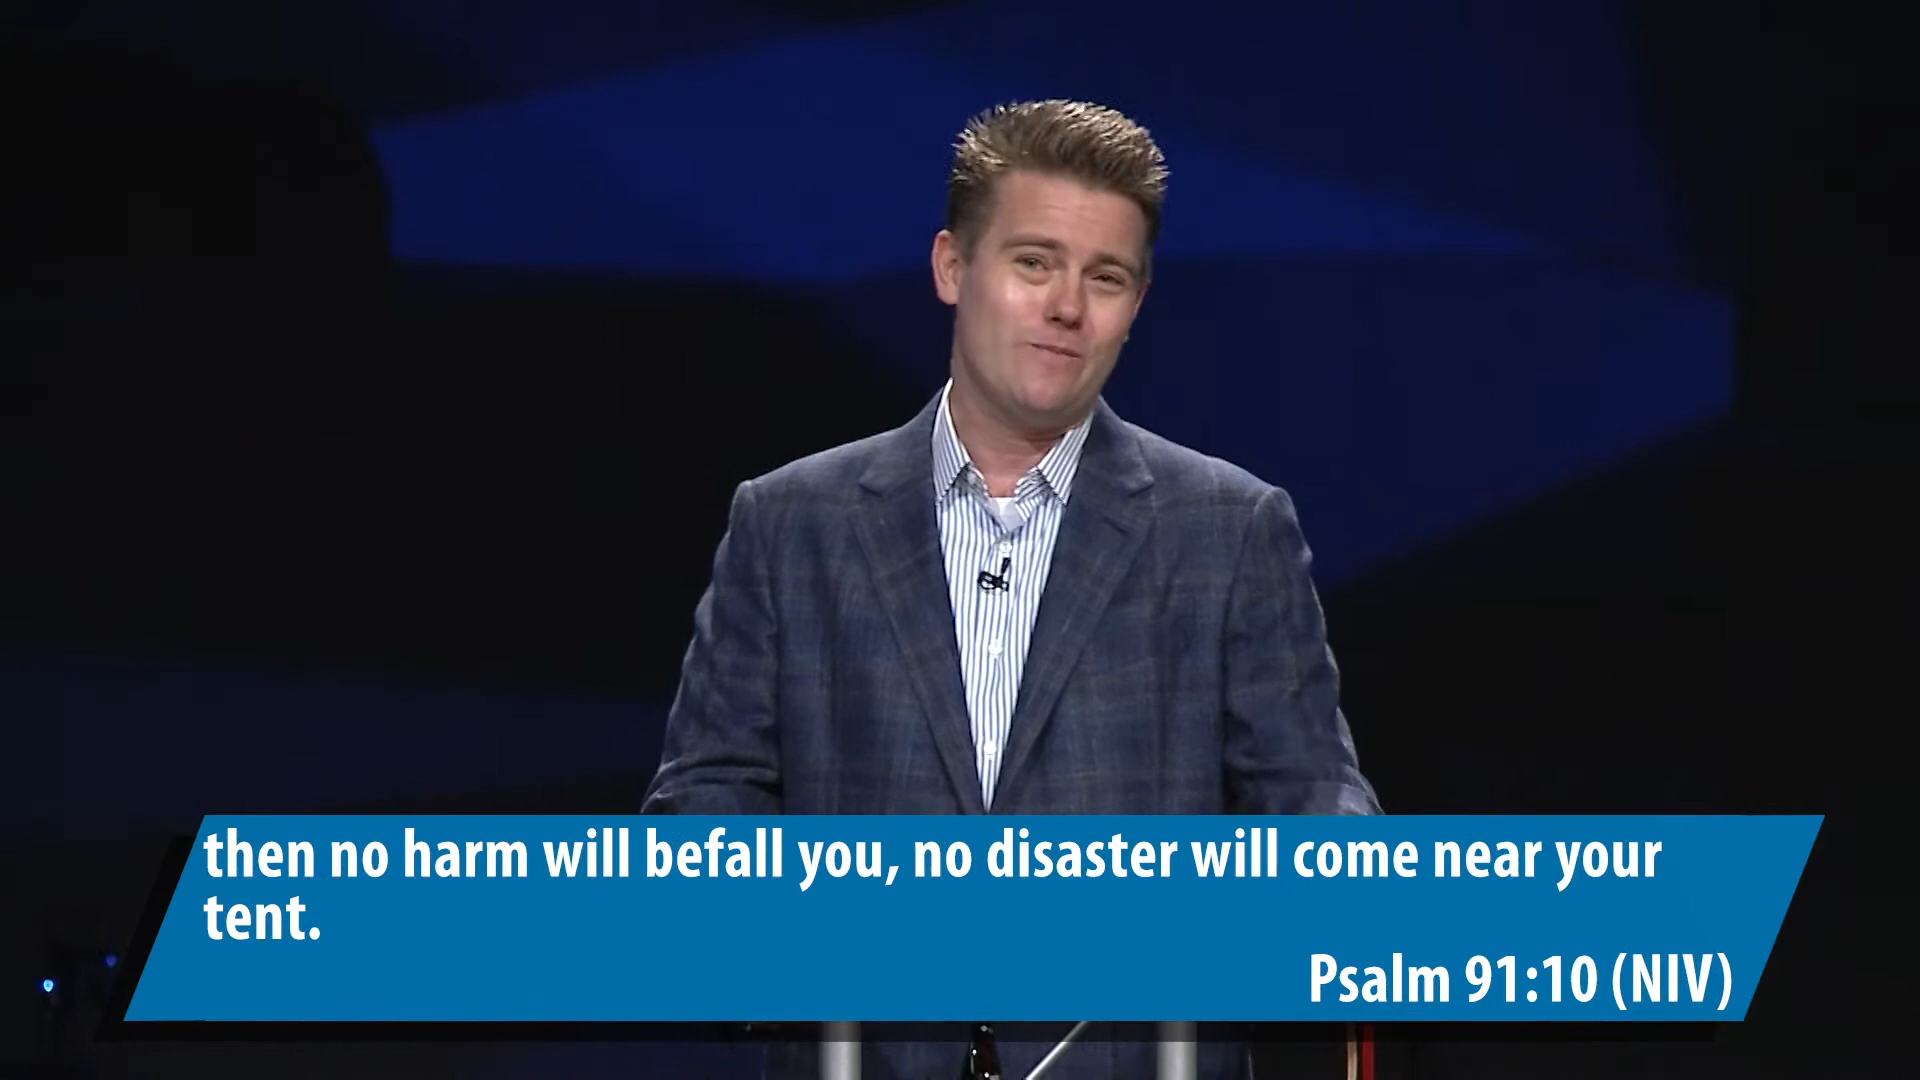 then no harm will befall you, no disaster will come near your
tent.
Psalm 91:10 (NIV)